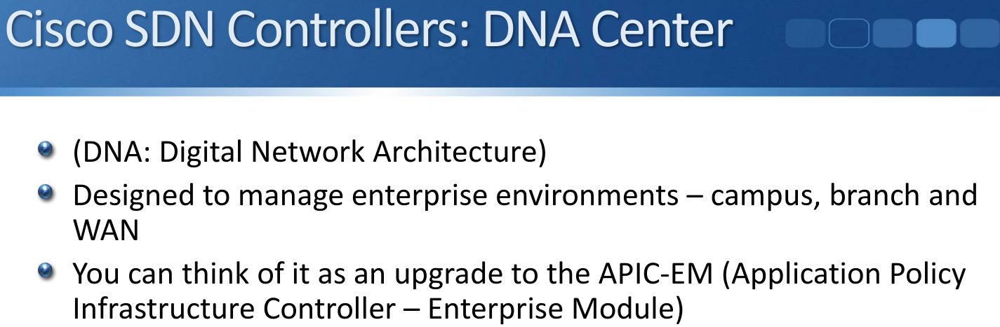 Cisco SDN Controllers: DNA Center
(DNA: Digital Network Architecture)
Designed to manage enterprise environments – campus, branch and
WAN
You can think of it as an upgrade to the APIC-EM (Application Policy
Infrastructure Controller – Enterprise Module)